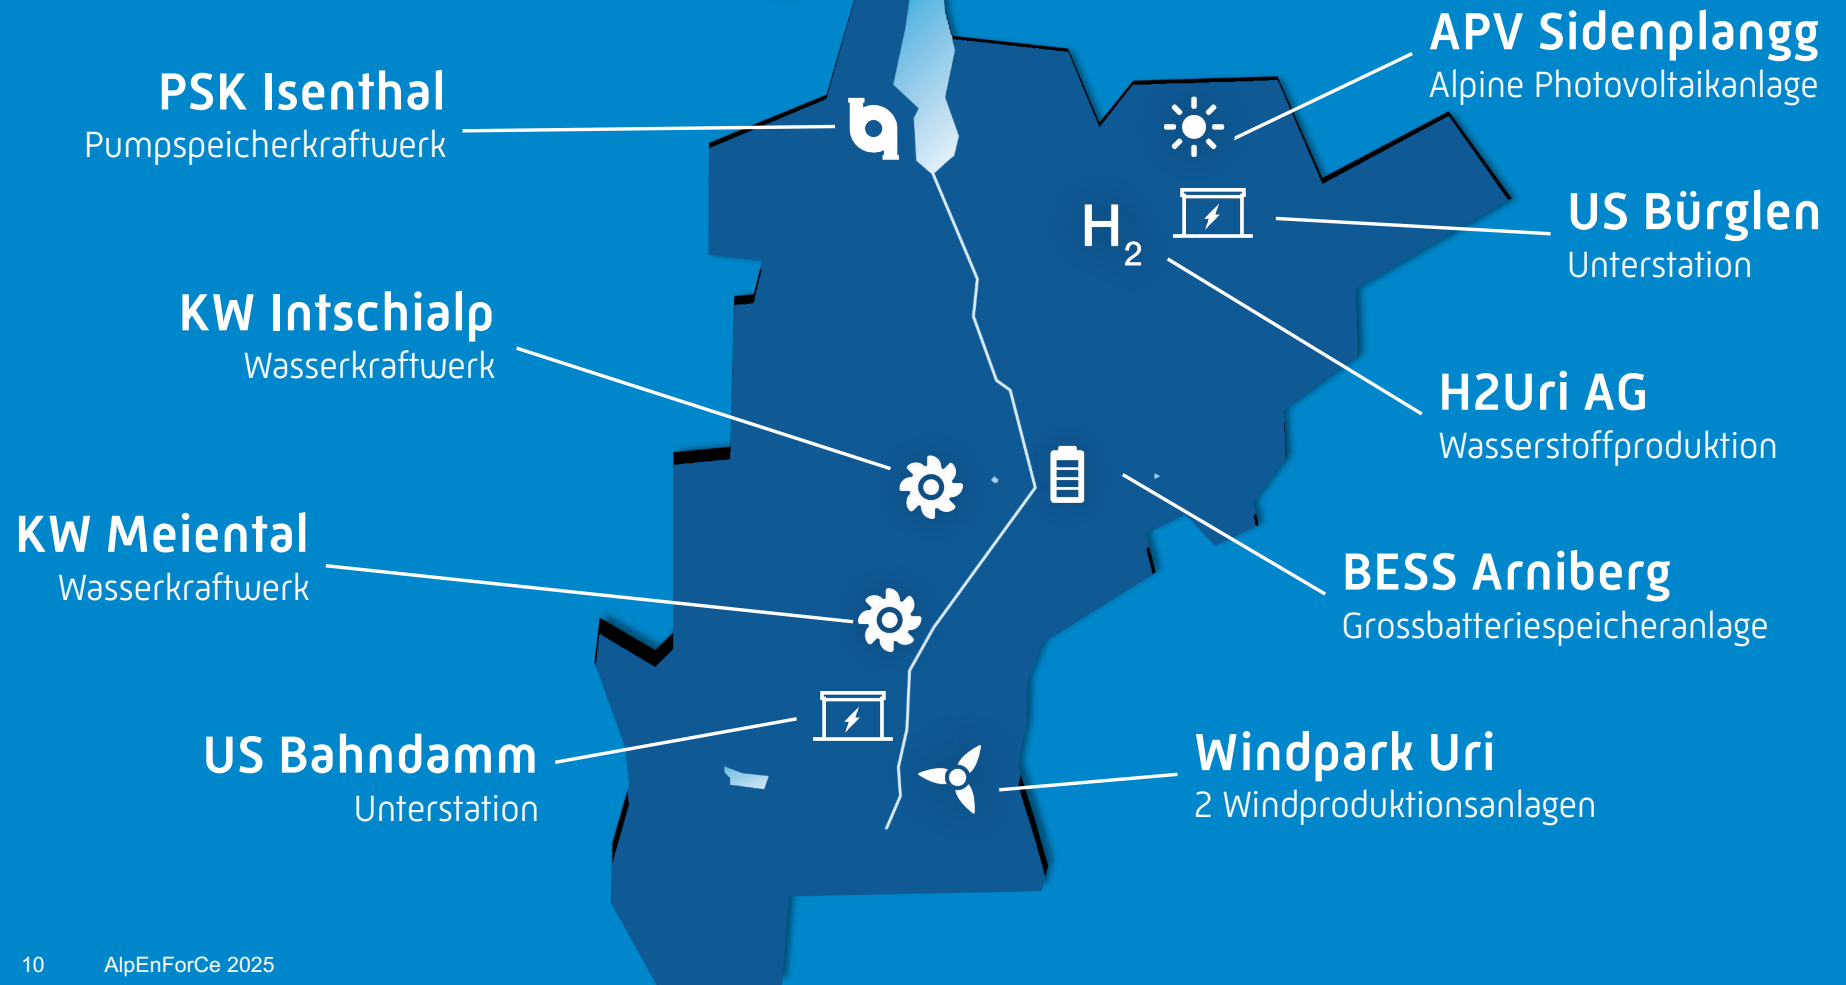 PSK Isenthal
Pumpspeicherkraftwerk
KW Intschialp
Wasserkraftwerk
KW Meiental
Wasserkraftwerk
US Bahndamm
Unterstation
H2
APV Sidenplangg
Alpine Photovoltaikanlage
US Bürglen
Unterstation
H2Uri AG
Wasserstoffproduktion
BESS Arniberg
Grossbatteriespeicheranlage
Windpark Uri
2 Windproduktionsanlagen
10 AlpEnForCe 2025